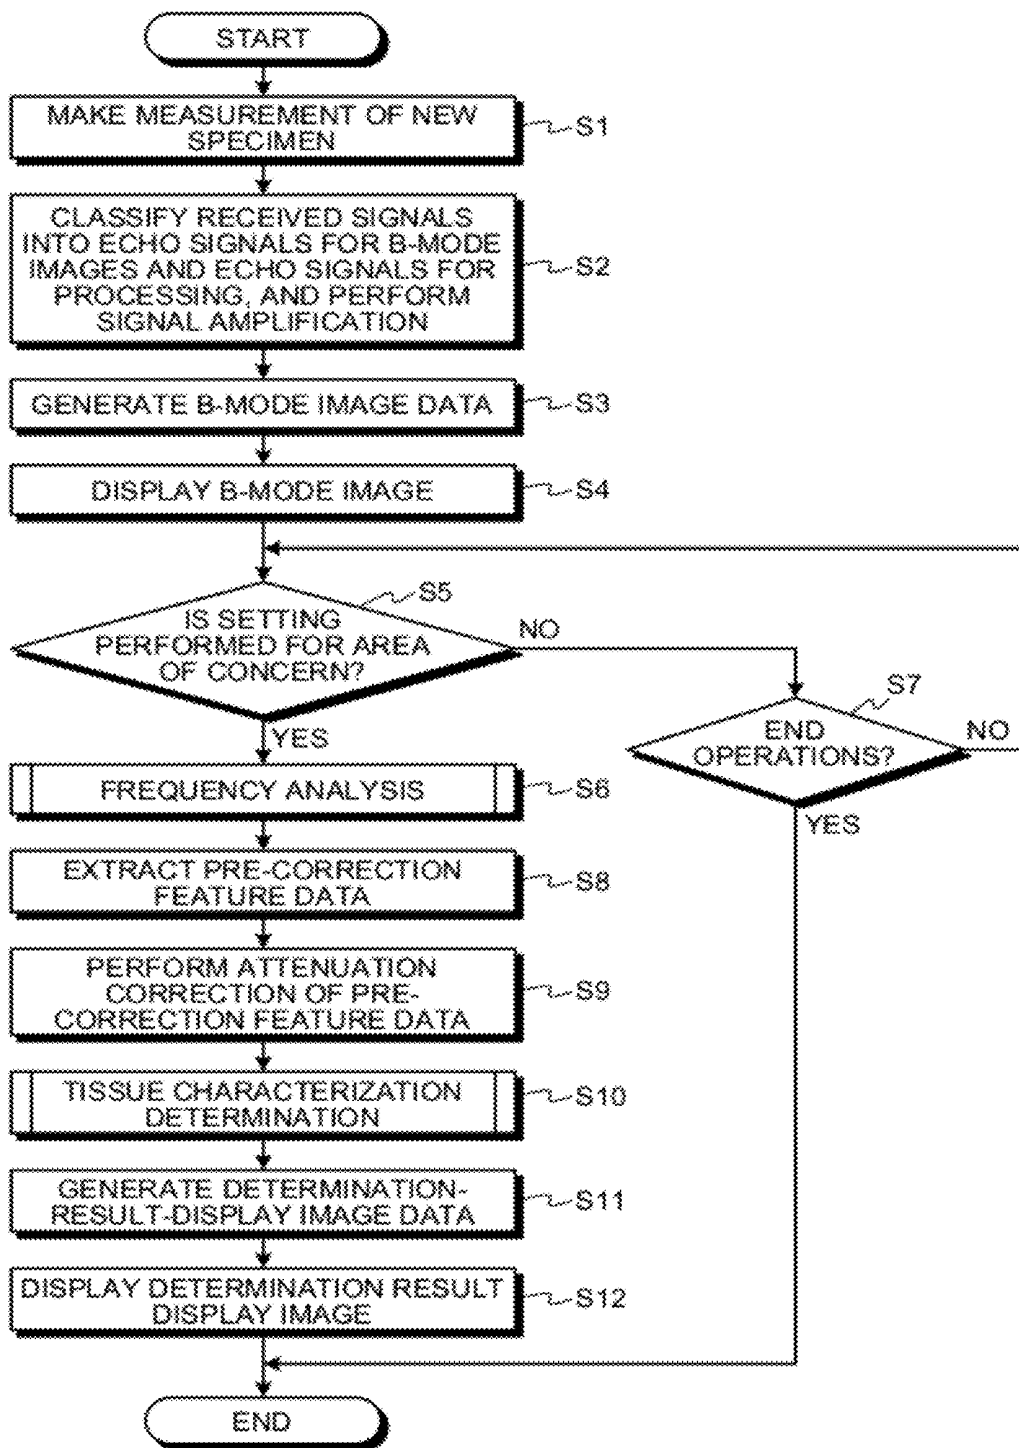 START
MAKE MEASUREMENT OF NEW
SPECIMEN
S1
CLASSIFY RECEIVED SIGNALS
INTO ECHO SIGNALS FOR B-MODE
IMAGES AND ECHO SIGNALS FOR
PROCESSING, AND PERFORM
SIGNAL AMPLIFICATION
S2
GENERATE B-MODE IMAGE DATA
S3
DISPLAY B-MODE IMAGE
S4
IS SETTING
PERFORMED FOR AREA
OF CONCERN?
S5
NO
YES
END
OPERATIONS?
S7
NO
YES
FREQUENCY ANALYSIS
S6
EXTRACT PRE-CORRECTION
FEATURE DATA
S8
PERFORM ATTENUATION
CORRECTION OF PRE-
CORRECTION FEATURE DATA
S9
TISSUE CHARACTERIZATION
DETERMINATION
S10
GENERATE DETERMINATION-
RESULT-DISPLAY IMAGE DATA
S11
DISPLAY DETERMINATION RESULT
DISPLAY IMAGE
S12
END